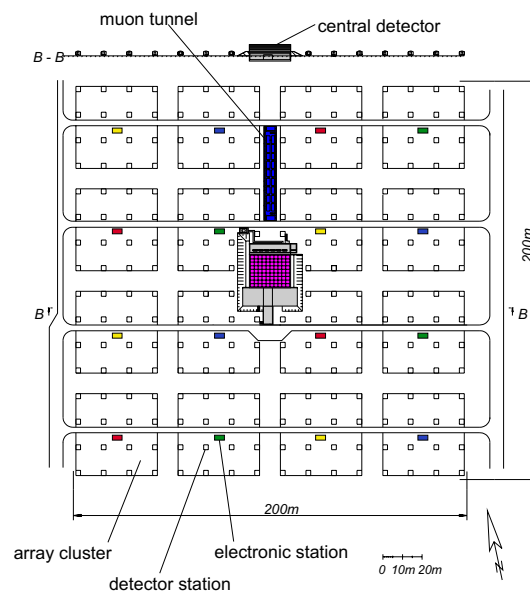 muon tunnel
central detector
B - B
200m
B
B
200m
array cluster
electronic station
detector station
0 10m 20m
N